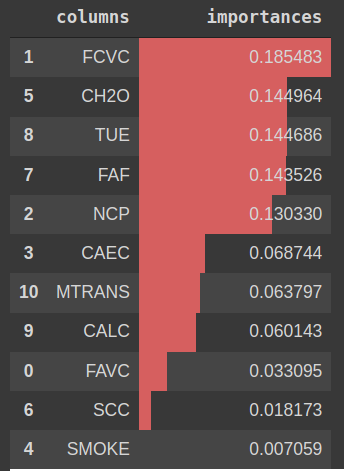 columns importances
1 FCVC 0.185483
5 CH2O 0.144964
8 TUE 0.144686
7 FAF 0.143526
2 NCP 0.130330
3 CAEC 0.068744
10 MTRANS 0.063797
9 CALC 0.060143
0 FAVC 0.033095
6 SCC 0.018173
4 SMOKE 0.007059